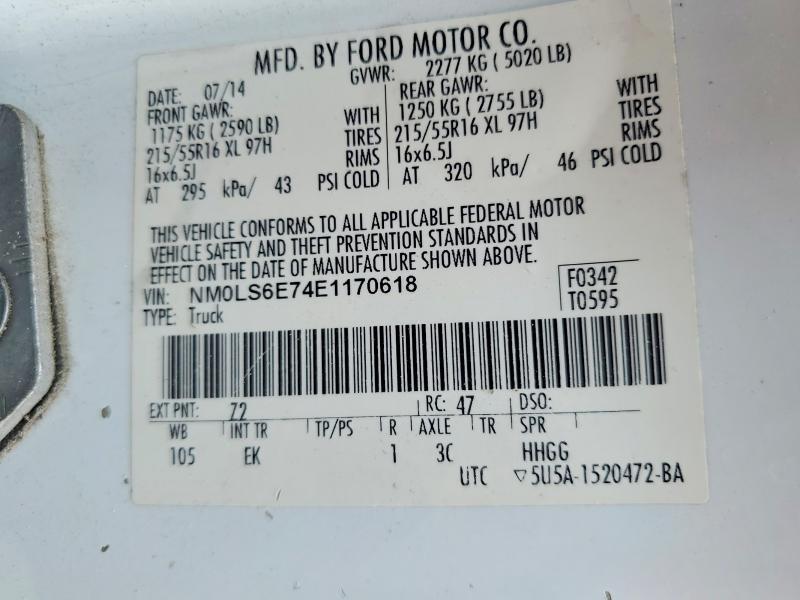 MFD. BY FORD MOTOR CO.
DATE: 07/14 GVWR: 2277 KG ( 5020 LB)
FRONT GAWR: REAR GAWR:
1175 KG ( 2590 LB) WITH 1250 KG ( 2755 LB) WITH
215/55R16 XL 97H TIRES 215/55R16 XL 97H TIRES
16x6.5J RIMS 16x6.5J RIMS
AT 295 kPa/ 43 PSI COLD AT 320 kPa/ 46 PSI COLD
THIS VEHICLE CONFORMS TO ALL APPLICABLE FEDERAL MOTOR
VEHICLE SAFETY AND THEFT PREVENTION STANDARDS IN
EFFECT ON THE DATE OF MANUFACTURE SHOWN ABOVE.
VIN: NM0LS6E74E1170618 F0342
TYPE: Truck T0595
EXT PNT: 72 RC: 47 DSO:
WB INT TR TP/PS R AXLE TR SPR
105 EK 1 3C HHGG
UTC ▽5U5A-1520472-BA